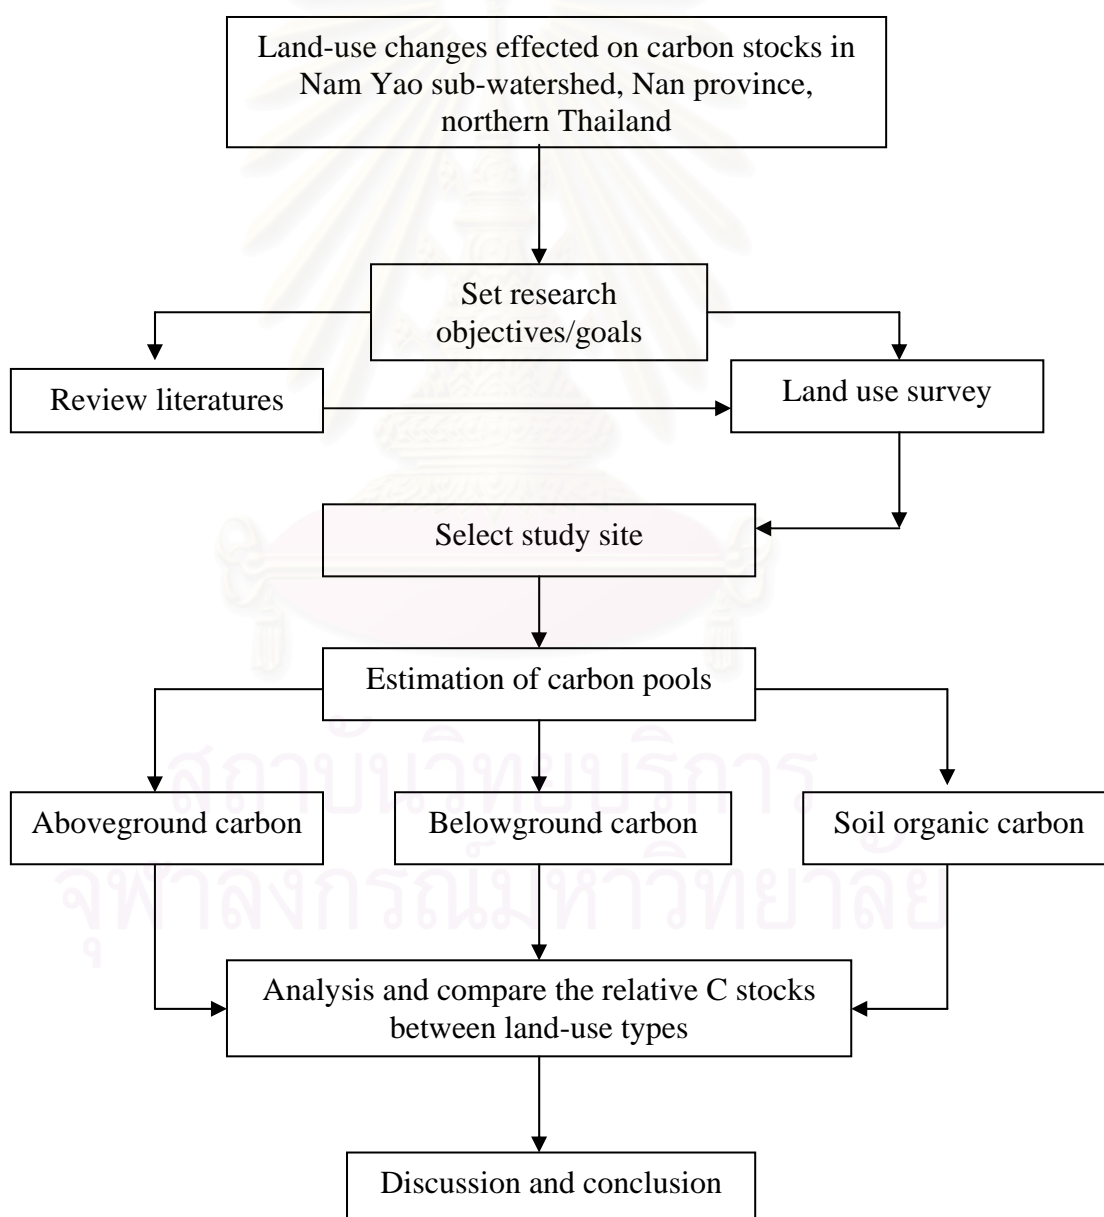 Land-use changes effected on carbon stocks in
Nam Yao sub-watershed, Nan province,
northern Thailand
Set research
objectives/goals
Review literatures
Land use survey
Select study site
Estimation of carbon pools
สถาบันวิทยบริการ
Aboveground carbon
Belowground carbon
Soil organic carbon
จุฬาลงกรณ์มหาวิทยาลัย
Analysis and compare the relative C stocks
between land-use types
Discussion and conclusion